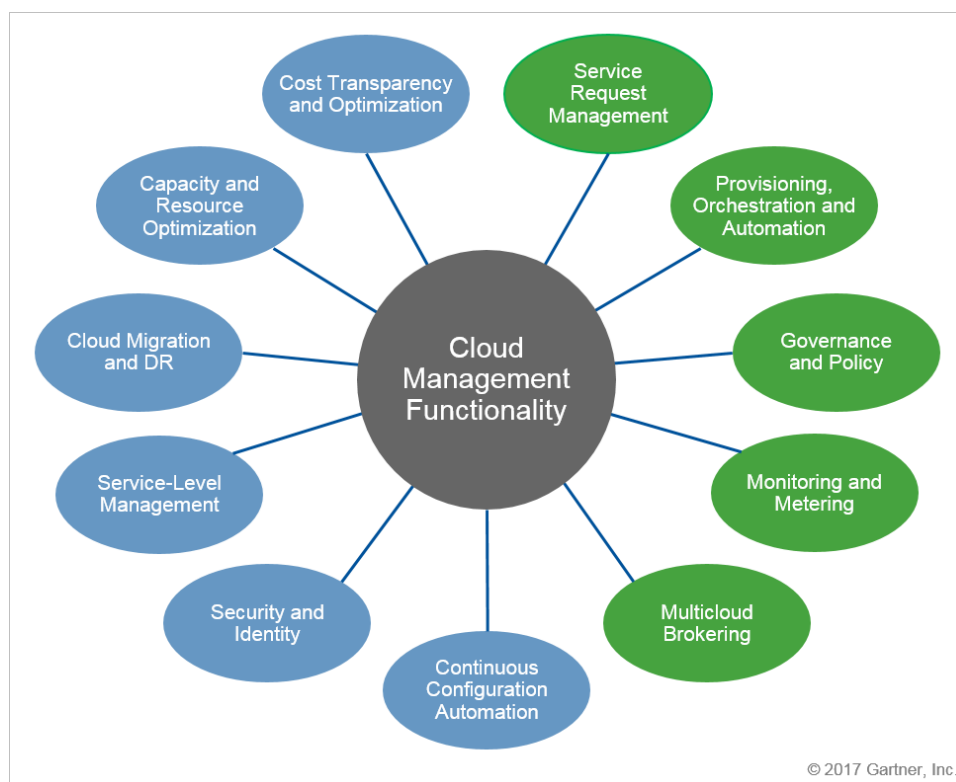 Cost Transparency
and Optimization
Service
Request
Management
Capacity and
Resource
Optimization
Provisioning,
Orchestration and
Automation
Cloud Migration
and DR
Cloud
Management
Functionality
Governance
and Policy
Service-Level
Management
Monitoring and
Metering
Security and
Identity
Multicloud
Brokering
Continuous
Configuration
Automation
© 2017 Gartner, Inc.